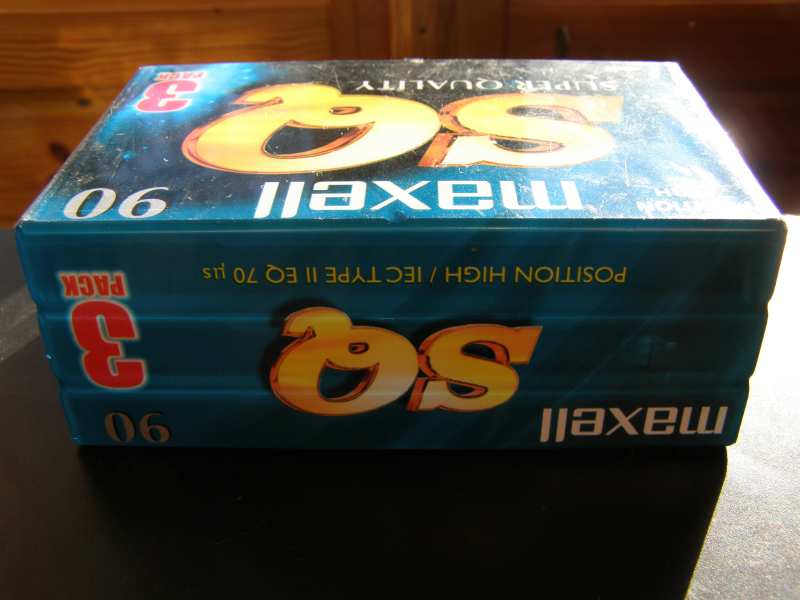 maxell
SQ
SUPER QUALITY
90
3
PACK
maxell
90
SQ
3
PACK
POSITION HIGH / IEC TYPE II EQ 70 µs